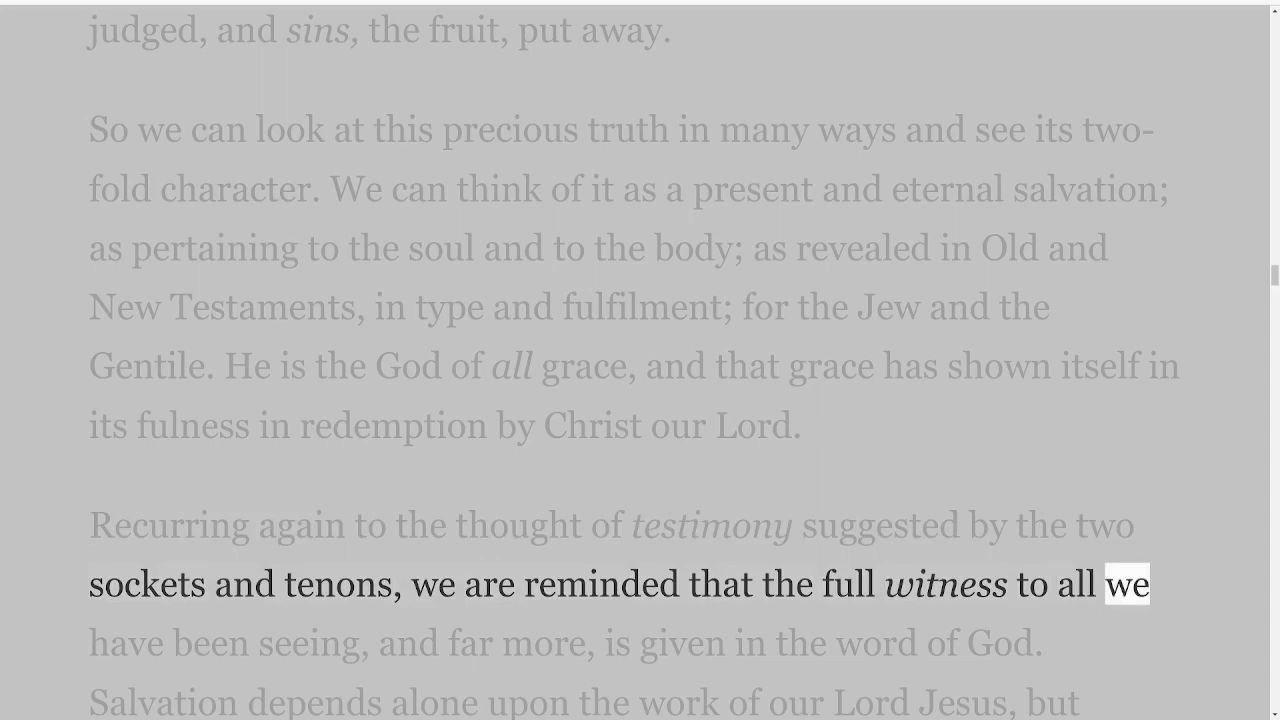 judged, and sins, the fruit, put away.
So we can look at this precious truth in many ways and see its two-
fold character. We can think of it as a present and eternal salvation;
as pertaining to the soul and to the body; as revealed in Old and
New Testaments, in type and fulfilment; for the Jew and the
Gentile. He is the God of all grace, and that grace has shown itself in
its fulness in redemption by Christ our Lord.
Recurring again to the thought of testimony suggested by the two
sockets and tenons, we are reminded that the full witness to all we
have been seeing, and far more, is given in the word of God.
Salvation depends alone upon the work of our Lord Jesus, but